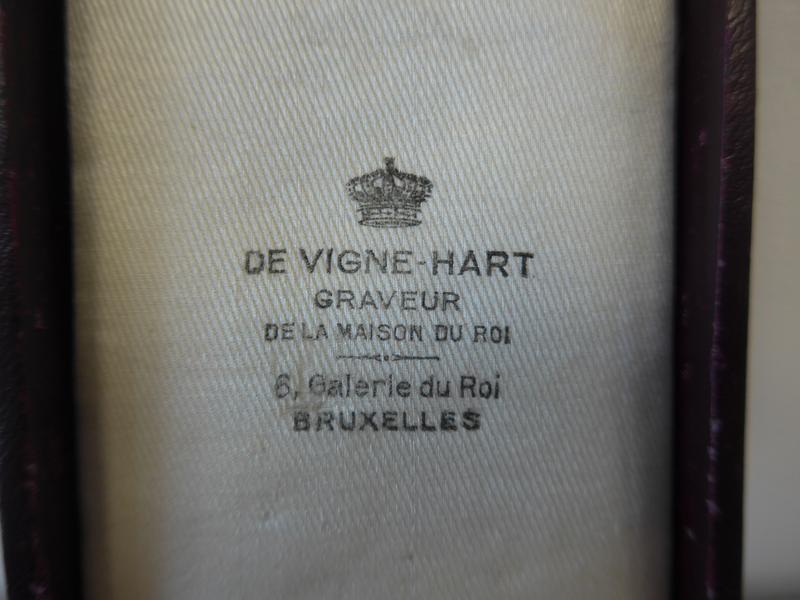 DE VIGNE-HART
GRAVEUR
DE LA MAISON DU ROI
6, Galerie du Roi
BRUXELLES